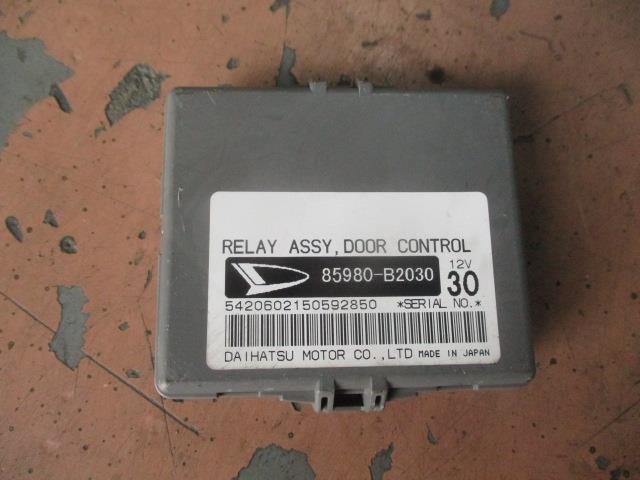 RELAY ASSY, DOOR CONTROL
85980-B2030 12V 30
5420602150592850 *SERIAL NO.*
DAIHATSU MOTOR CO.,LTD MADE IN JAPAN